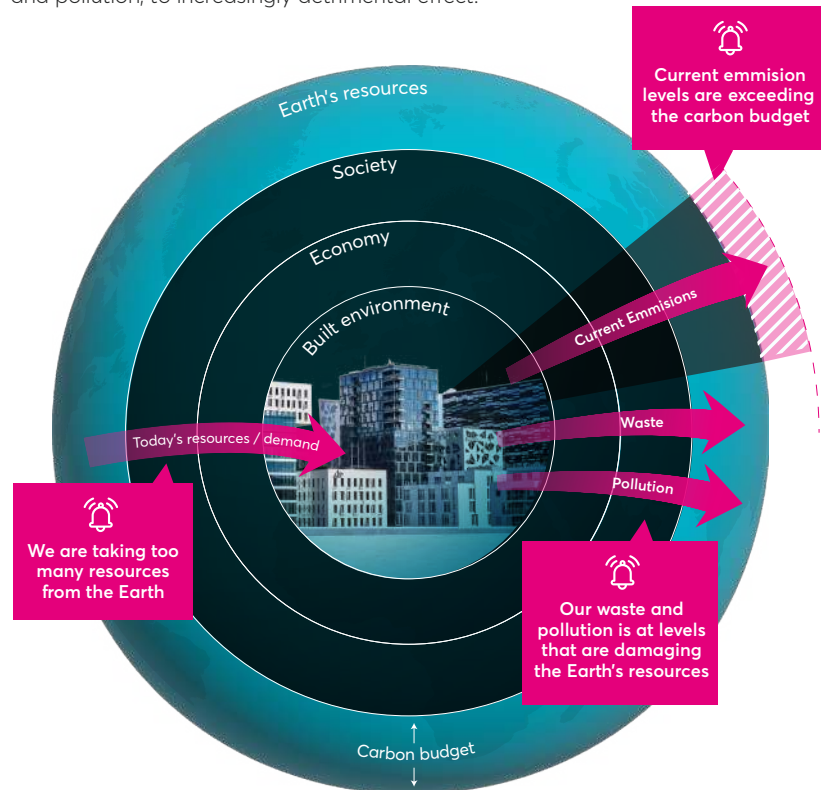 and pollution, to increasingly detrimental effect.
Current emmision
levels are exceeding
the carbon budget
Earth's resources
Society
Economy
Built environment
Current Emmisions
Waste
Today's resources / demand
Pollution
We are taking too
many resources
from the Earth
Our waste and
pollution is at levels
that are damaging
the Earth's resources
Carbon budget